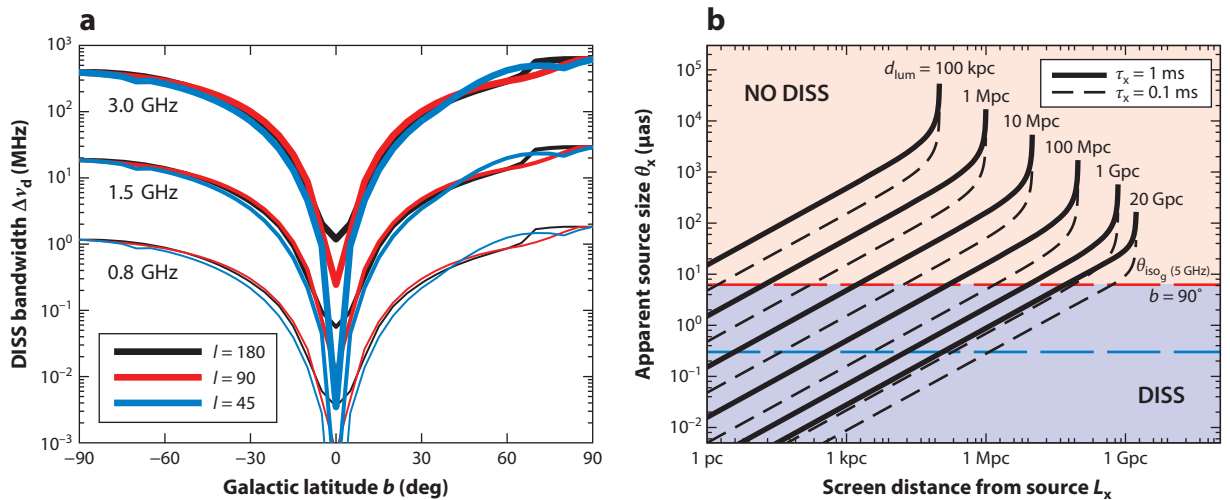 a
DISS bandwidth Δν_d (MHz)
10³
10²
10¹
10⁰
10⁻¹
10⁻²
10⁻³
3.0 GHz
1.5 GHz
0.8 GHz
l = 180
l = 90
l = 45
−90
−60
−30
0
30
60
90
Galactic latitude b (deg)
b
Apparent source size θ_x (μas)
10⁵
10⁴
10³
10²
10¹
10⁰
10⁻¹
10⁻²
NO DISS
d_lum = 100 kpc
1 Mpc
10 Mpc
100 Mpc
1 Gpc
20 Gpc
τ_x = 1 ms
τ_x = 0.1 ms
θ_iso_g (5 GHz)
b = 90°
DISS
1 pc
1 kpc
1 Mpc
1 Gpc
Screen distance from source L_x